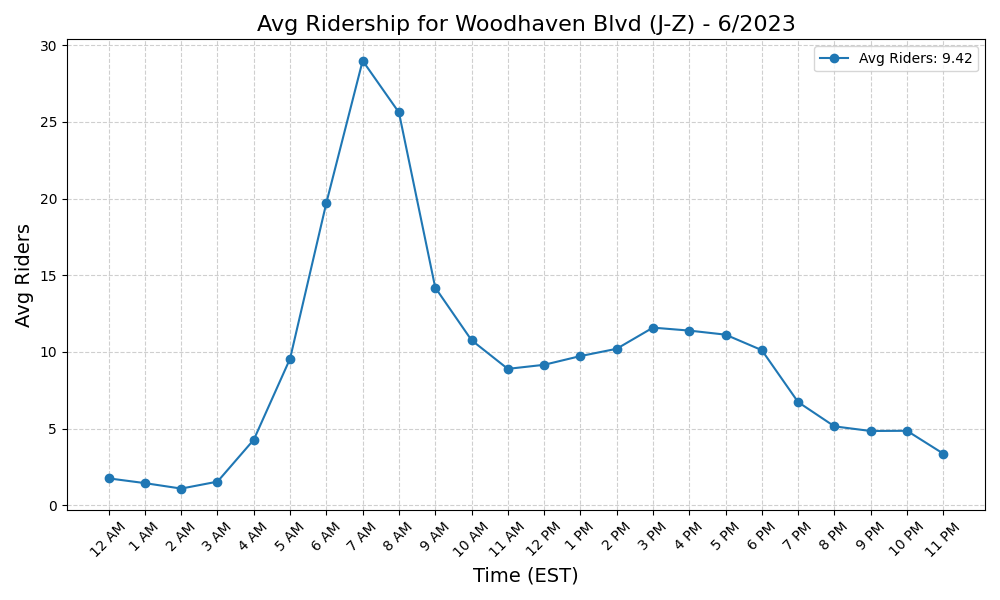 Avg Ridership for Woodhaven Blvd (J-Z) - 6/2023
Avg Riders: 9.42
Avg Riders
30
25
20
15
10
5
0
12 AM
1 AM
2 AM
3 AM
4 AM
5 AM
6 AM
7 AM
8 AM
9 AM
10 AM
11 AM
12 PM
1 PM
2 PM
3 PM
4 PM
5 PM
6 PM
7 PM
8 PM
9 PM
10 PM
11 PM
Time (EST)